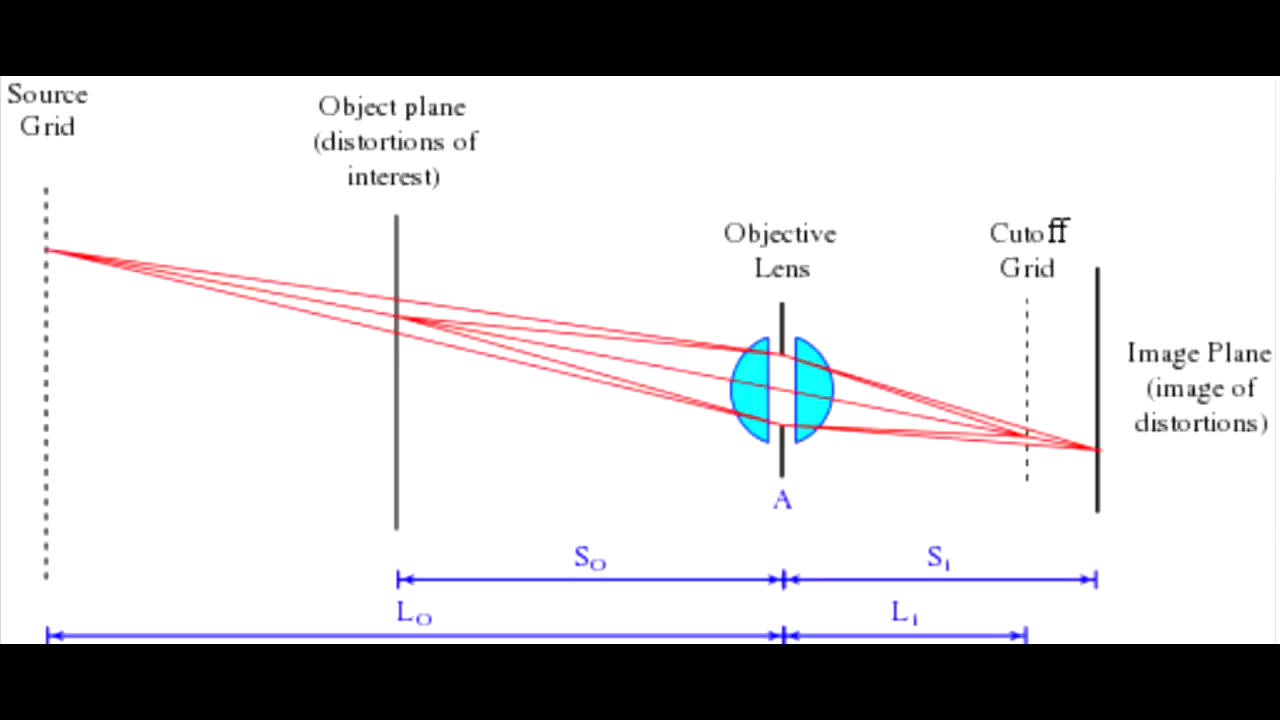 Source
Grid
Object plane
(distortions of
interest)
Objective
Lens
Cutoff
Grid
Image Plane
(image of
distortions)
A
S_O
S_i
L_O
L_i